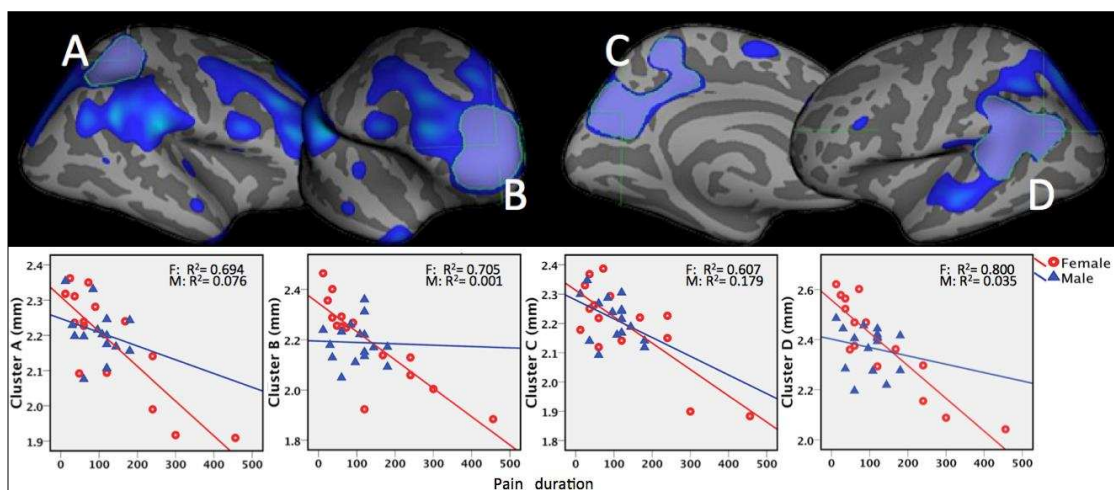 A
B
C
D
F: R²= 0.694
M: R²= 0.076
Cluster A (mm)
2.4
2.3
2.2
2.1
2.0
1.9
0 100 200 300 400 500
F: R²= 0.705
M: R²= 0.001
Cluster B (mm)
2.4
2.2
2.0
1.8
0 100 200 300 400 500
F: R²= 0.607
M: R²= 0.179
Cluster C (mm)
2.4
2.3
2.2
2.1
2.0
1.9
1.8
0 100 200 300 400 500
F: R²= 0.800
M: R²= 0.035
Cluster D (mm)
2.6
2.4
2.2
2.0
0 100 200 300 400 500
Female
Male
Pain duration